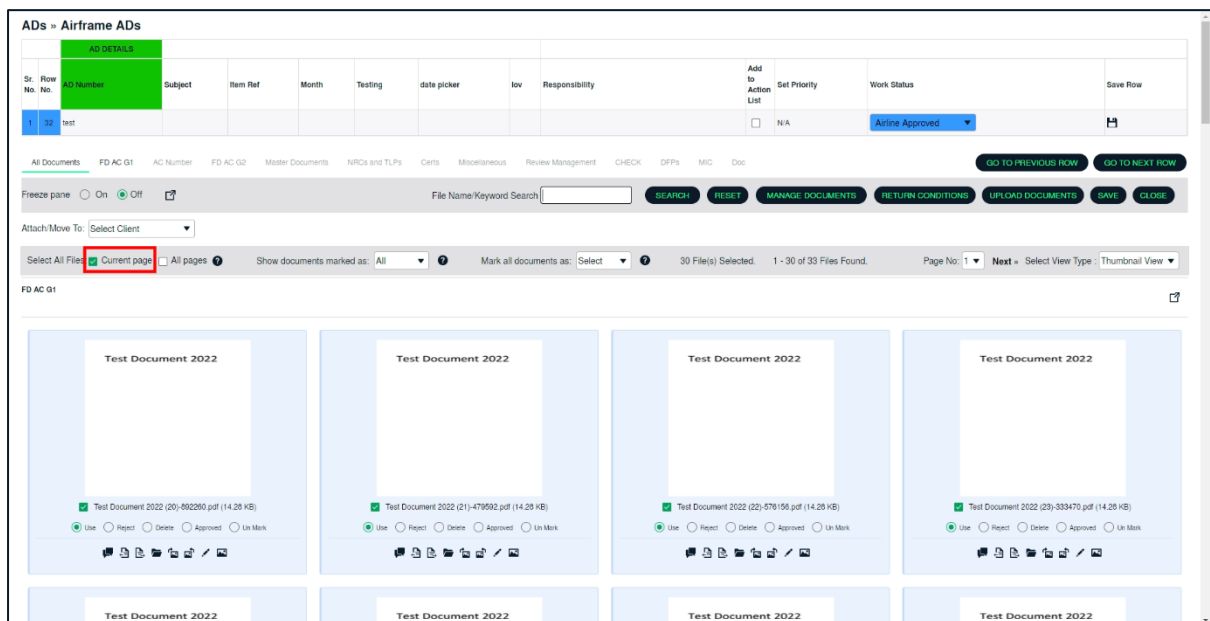 ADs » Airframe ADs
AD DETAILS
Sr. No. Row No. AD Number Subject Item Ref Month Testing date picker lov Responsibility Add to Action List Set Priority Work Status Save Row
1 32 test N/A Airline Approved
All Documents FD AC G1 AC Number FD AC G2 Master Documents NRCs and TLPs Certs Miscellaneous Review Management CHECK DFPs MIC Doc GO TO PREVIOUS ROW GO TO NEXT ROW
Freeze pane On Off File Name/Keyword Search SEARCH RESET MANAGE DOCUMENTS RETURN CONDITIONS UPLOAD DOCUMENTS SAVE CLOSE
Attach/Move To: Select Client
Select All Files Current page All pages ? Show documents marked as: All ? Mark all documents as: Select ? 30 File(s) Selected. 1 - 30 of 33 Files Found. Page No: 1 Next » Select View Type : Thumbnail View
FD AC G1
Test Document 2022 Test Document 2022 Test Document 2022 Test Document 2022
Test Document 2022 (20)-892260.pdf (14.28 KB) Test Document 2022 (21)-479592.pdf (14.28 KB) Test Document 2022 (22)-576156.pdf (14.28 KB) Test Document 2022 (23)-333470.pdf (14.28 KB)
Use Reject Delete Approved Un Mark Use Reject Delete Approved Un Mark Use Reject Delete Approved Un Mark Use Reject Delete Approved Un Mark
Test Document 2022 Test Document 2022 Test Document 2022 Test Document 2022